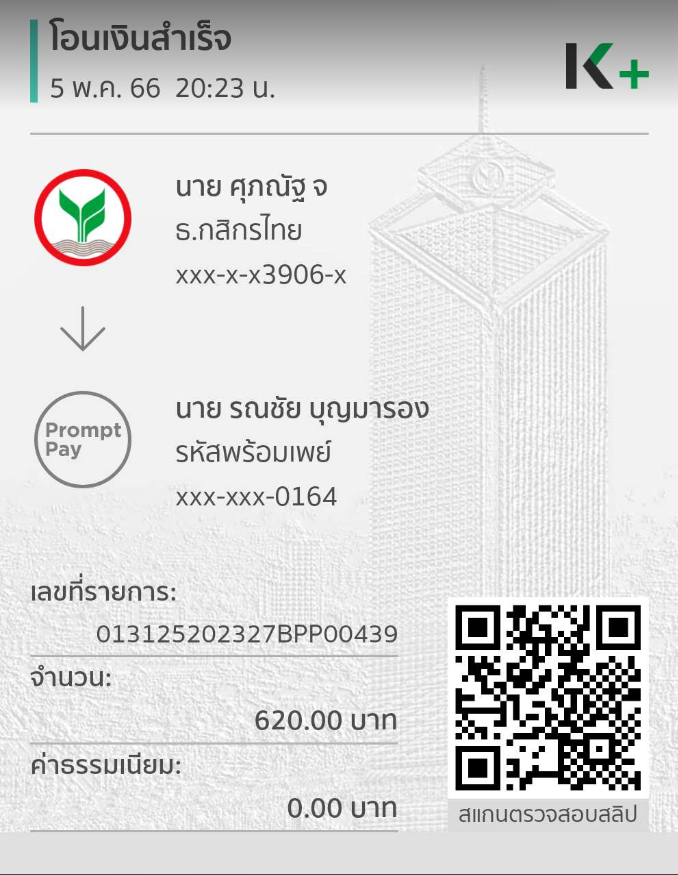 โอนเงินสำเร็จ
5 พ.ค. 66 20:23 น.
K+
นาย ศุภณัฐ จ
ธ.กสิกรไทย
xxx-x-x3906-x
Prompt
Pay
นาย รณชัย บุญมารอง
รหัสพร้อมเพย์
xxx-xxx-0164
เลขที่รายการ:
013125202327BPP00439
จำนวน:
620.00 บาท
ค่าธรรมเนียม:
0.00 บาท
สแกนตรวจสอบสลิป